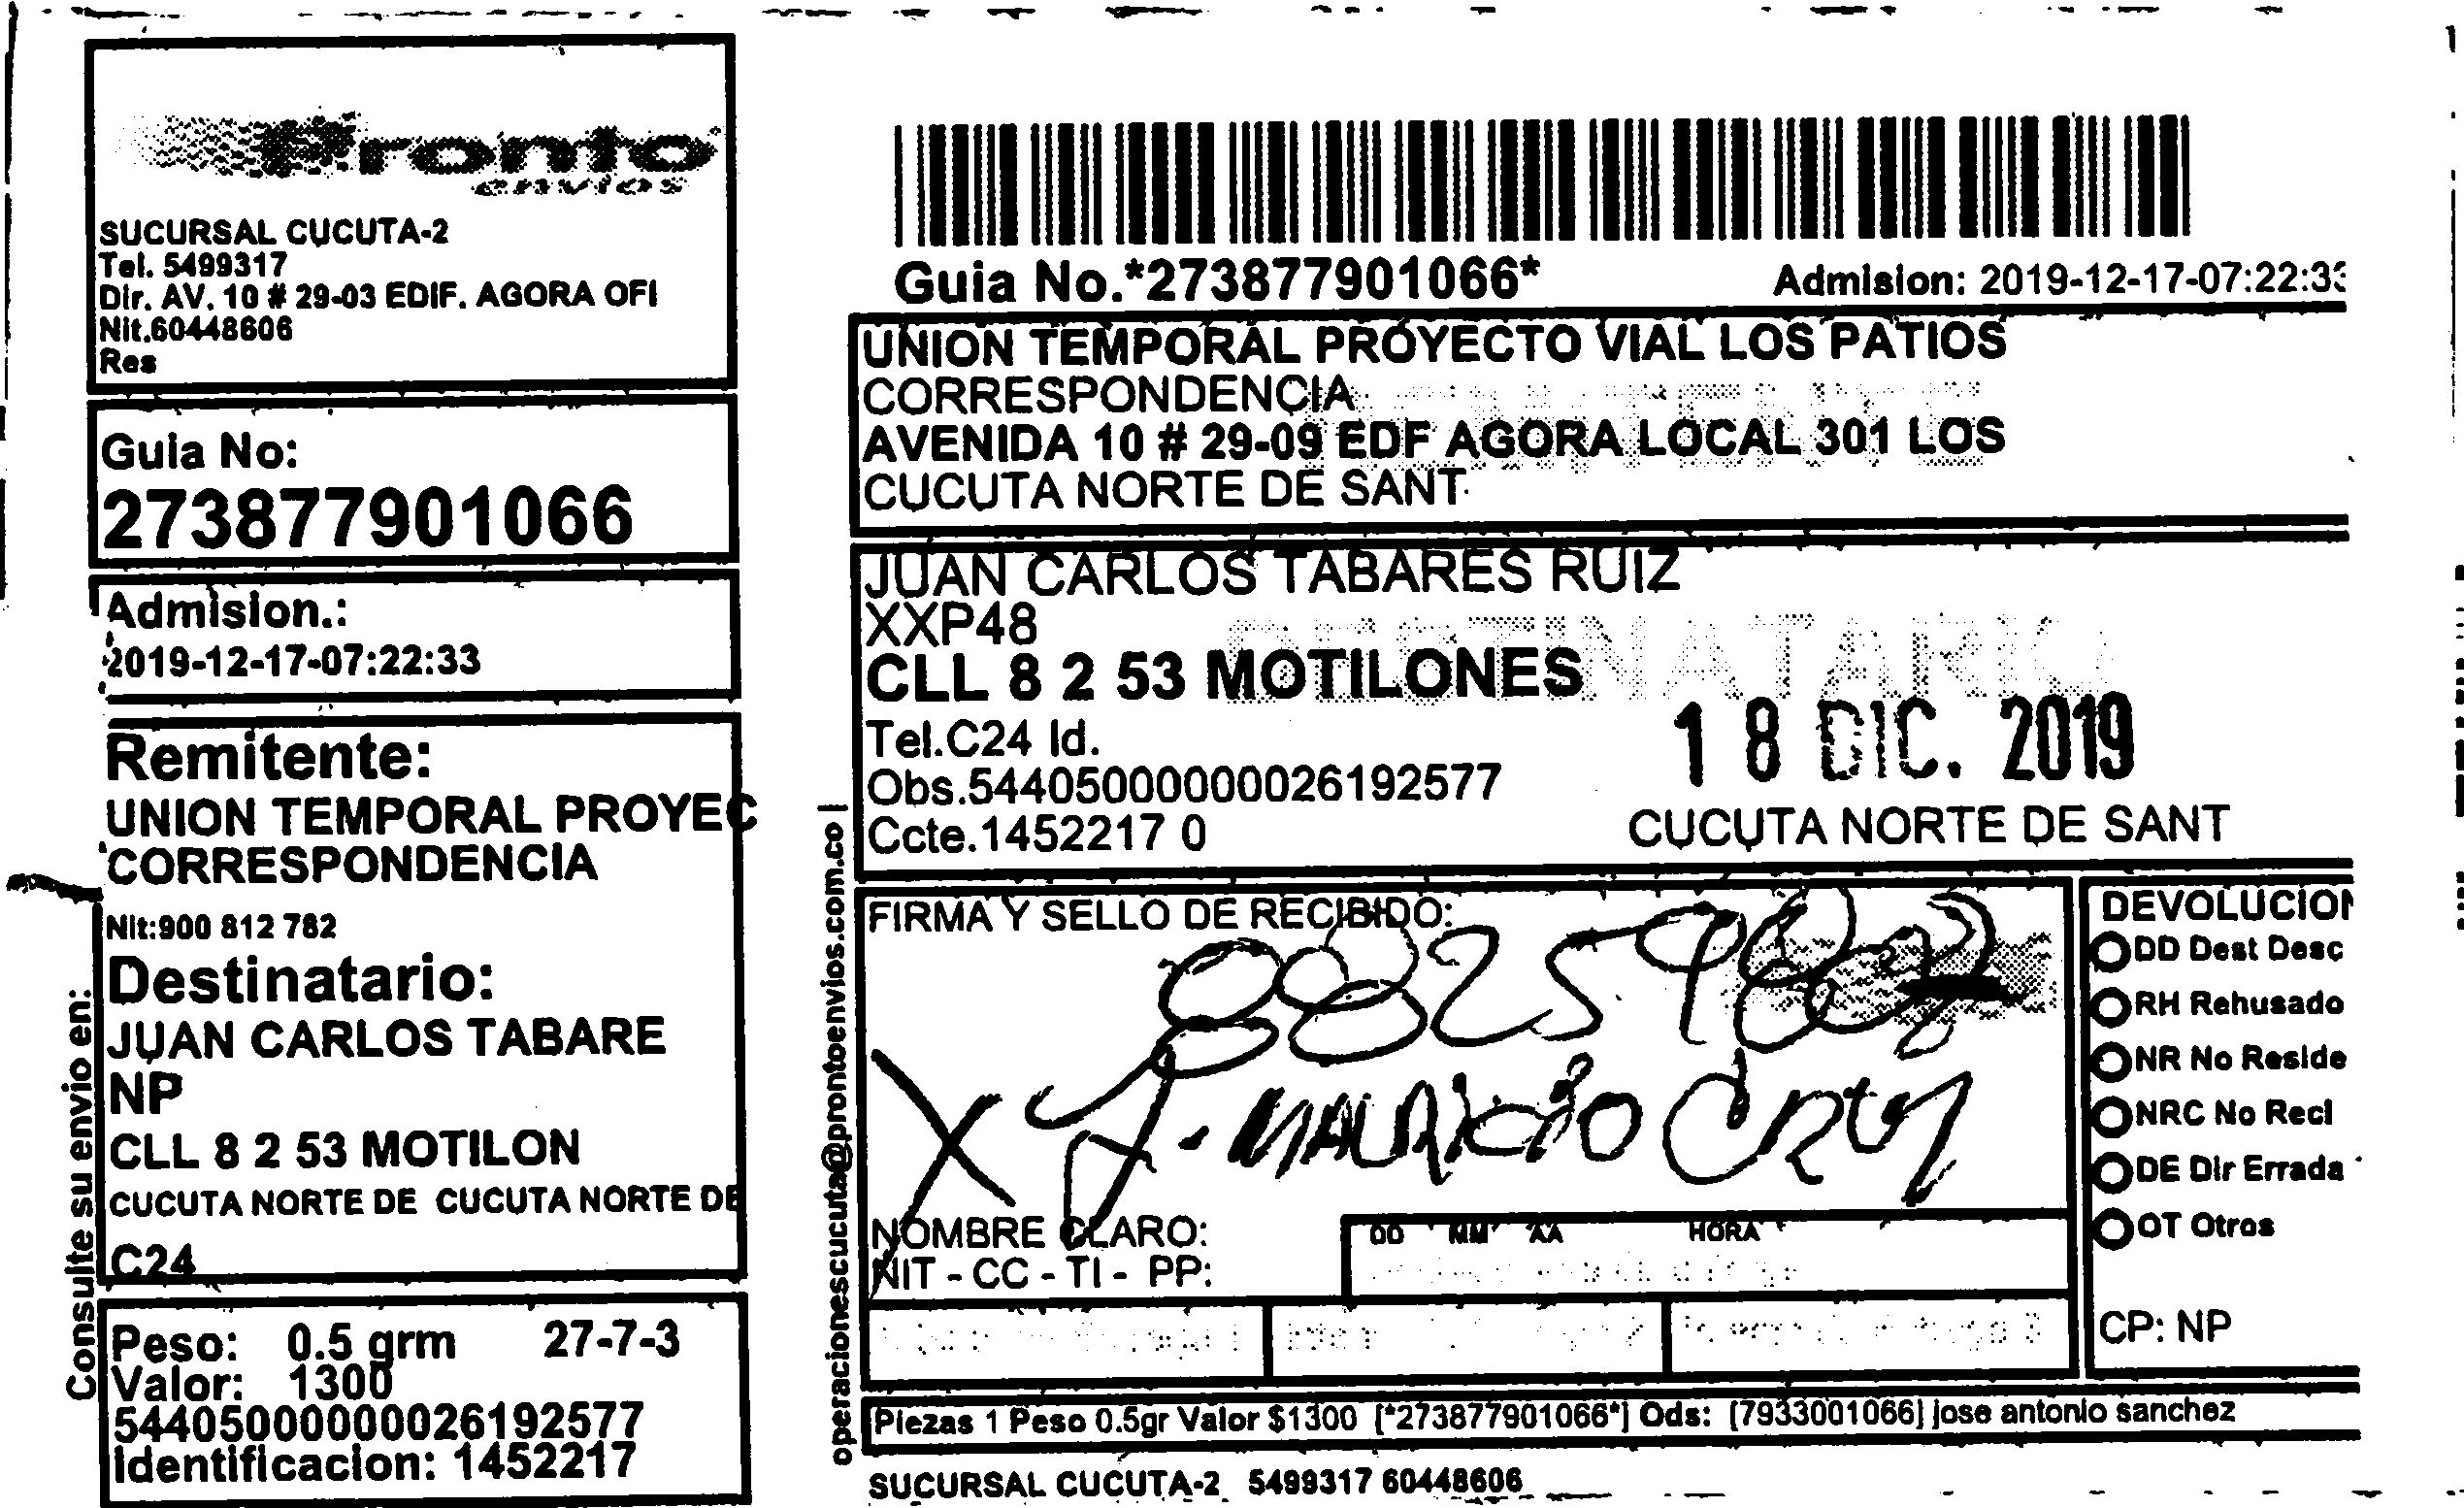 Pronto
envios
SUCURSAL CUCUTA-2
Tel. 5499317
Dir. AV. 10 # 29-03 EDIF. AGORA OFI
Nit.60448606
Res
Guia No:
273877901066
Admision.:
2019-12-17-07:22:33
Remitente:
UNION TEMPORAL PROYEC
CORRESPONDENCIA
Nit:900 812 782
Destinatario:
JUAN CARLOS TABARE
NP
CLL 8 2 53 MOTILON
CUCUTA NORTE DE CUCUTA NORTE DE
C24
Peso: 0.5 grm 27-7-3
Valor: 1300
544050000000026192577
Identificacion: 1452217
Consulte su envio en:
operacionescucuta@prontoenvios.com.co |
Guia No.*273877901066*
Admision: 2019-12-17-07:22:33
UNION TEMPORAL PROYECTO VIAL LOS PATIOS
CORRESPONDENCIA
AVENIDA 10 # 29-09 EDF AGORA LOCAL 301 LOS
CUCUTA NORTE DE SANT
JUAN CARLOS TABARES RUIZ
XXP48
DESTINATARIO
CLL 8 2 53 MOTILONES
Tel.C24 Id.
18 DIC. 2019
Obs.544050000000026192577
Ccte.1452217 0
CUCUTA NORTE DE SANT
FIRMA Y SELLO DE RECIBIDO:
MAURICIO CRUZ
NOMBRE CLARO:
NIT - CC - TI - PP:
DD MM AA HORA
DEVOLUCION
DD Dest Desc
RH Rehusado
NR No Reside
NRC No Recl
DE Dir Errada
OT Otros
CP: NP
Piezas 1 Peso 0.5gr Valor $1300 [*273877901066*] Ods: [7933001066] jose antonio sanchez
SUCURSAL CUCUTA-2 5499317 60448606